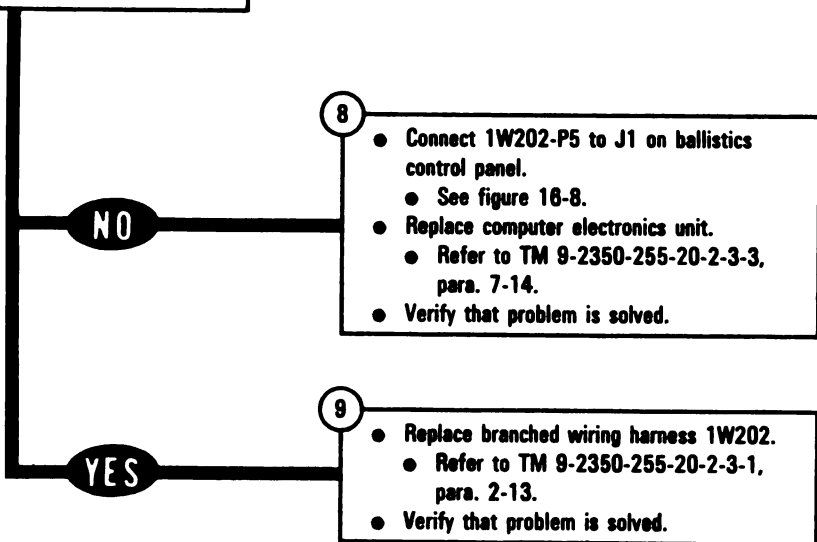 8
● Connect 1W202-P5 to J1 on ballistics
control panel.
● See figure 16-8.
NO
● Replace computer electronics unit.
● Refer to TM 9-2350-255-20-2-3-3,
para. 7-14.
● Verify that problem is solved.
9
● Replace branched wiring harness 1W202.
YES
● Refer to TM 9-2350-255-20-2-3-1,
para. 2-13.
● Verify that problem is solved.